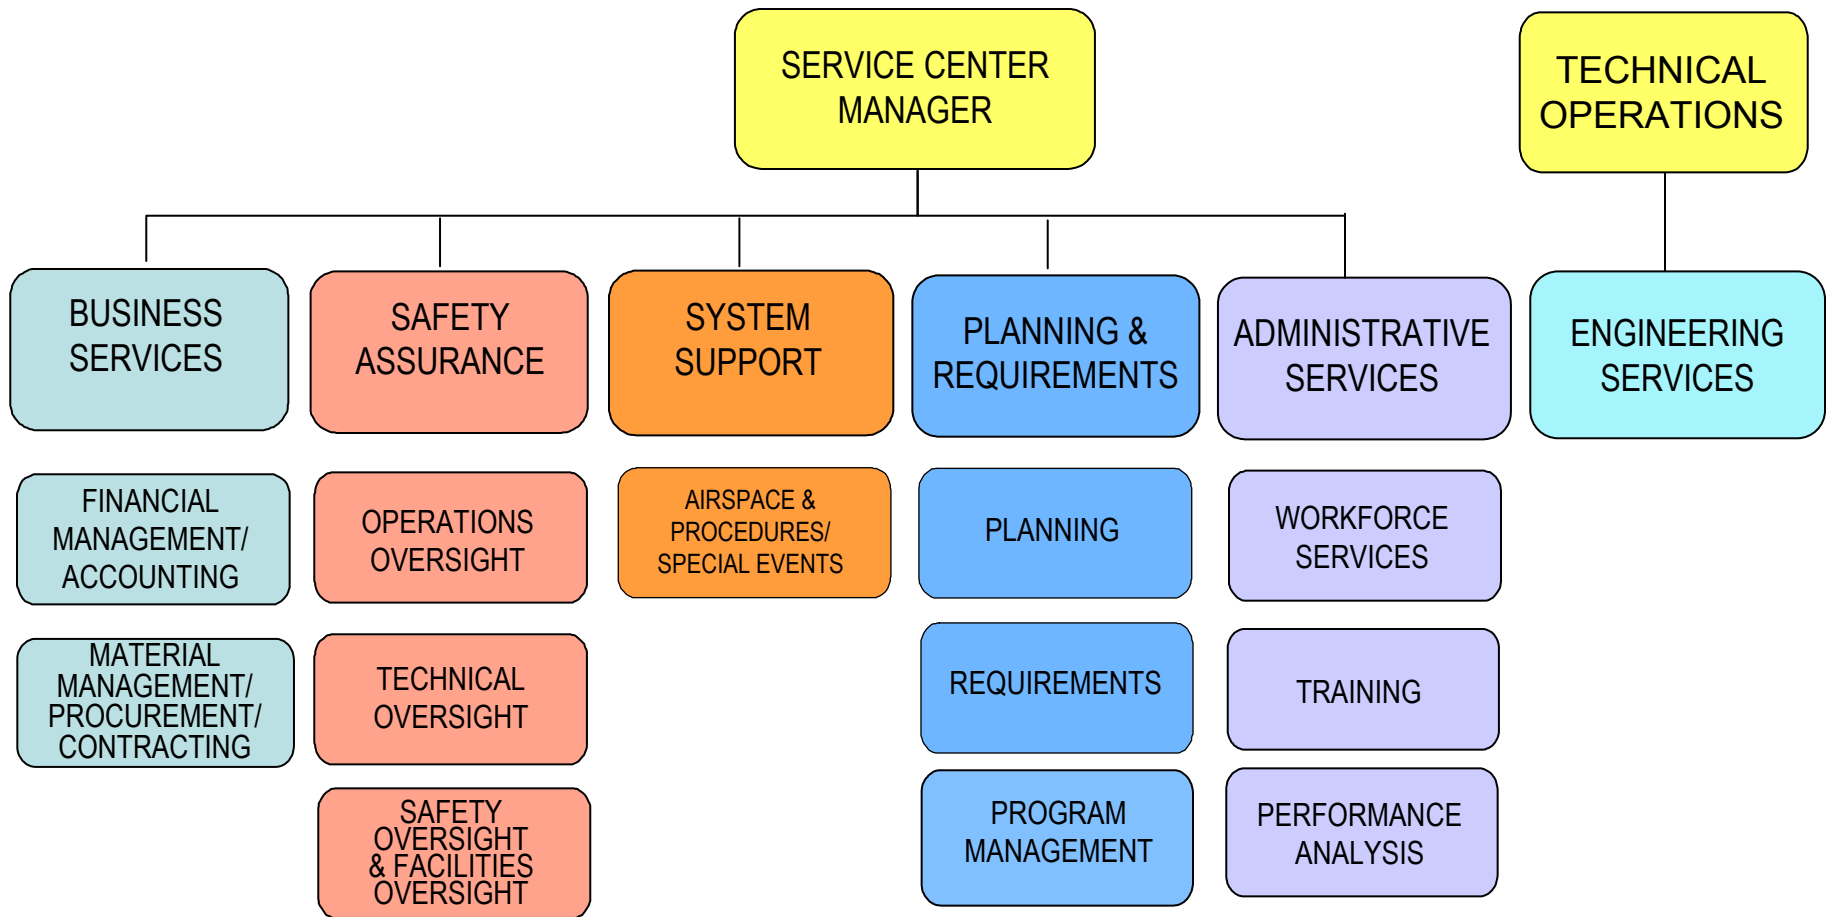 SERVICE CENTER
MANAGER
TECHNICAL
OPERATIONS
BUSINESS
SERVICES
SAFETY
ASSURANCE
SYSTEM
SUPPORT
PLANNING &
REQUIREMENTS
ADMINISTRATIVE
SERVICES
ENGINEERING
SERVICES
FINANCIAL
MANAGEMENT/
ACCOUNTING
OPERATIONS
OVERSIGHT
AIRSPACE &
PROCEDURES/
SPECIAL EVENTS
PLANNING
WORKFORCE
SERVICES
MATERIAL
MANAGEMENT/
PROCUREMENT/
CONTRACTING
TECHNICAL
OVERSIGHT
REQUIREMENTS
TRAINING
SAFETY
OVERSIGHT
& FACILITIES
OVERSIGHT
PROGRAM
MANAGEMENT
PERFORMANCE
ANALYSIS